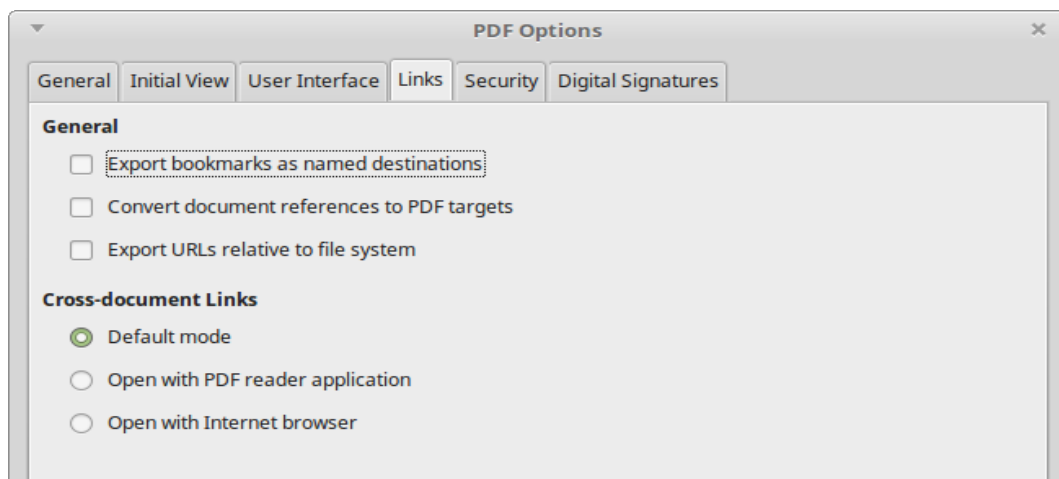 PDF Options
General Initial View User Interface Links Security Digital Signatures
General
Export bookmarks as named destinations
Convert document references to PDF targets
Export URLs relative to file system
Cross-document Links
Default mode
Open with PDF reader application
Open with Internet browser